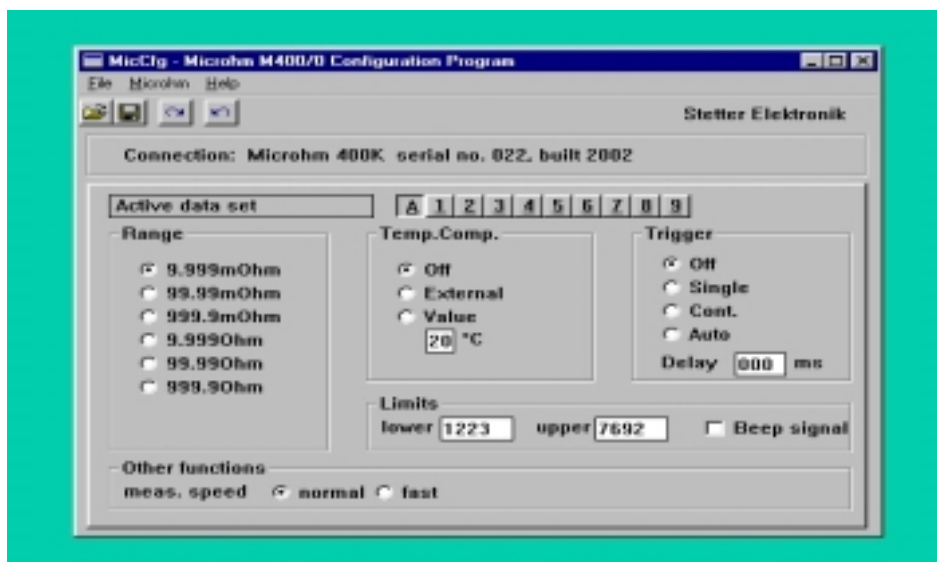 MicCfg - Microhm M400/0 Configuration Program
File Microhm Help
Stetter Elektronik
Connection: Microhm 400K serial no. 022, built 2002
Active data set A 1 2 3 4 5 6 7 8 9
Range
9.999mOhm
99.99mOhm
999.9mOhm
9.999Ohm
99.99Ohm
999.9Ohm
Temp.Comp.
Off
External
Value
20 °C
Trigger
Off
Single
Cont.
Auto
Delay 000 ms
Limits
lower 1223 upper 7692 Beep signal
Other functions
meas. speed normal fast